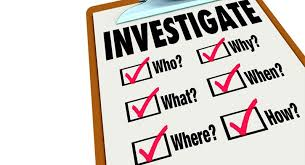 INVESTIGATE
Who? Why?
What? When?
Where? How?